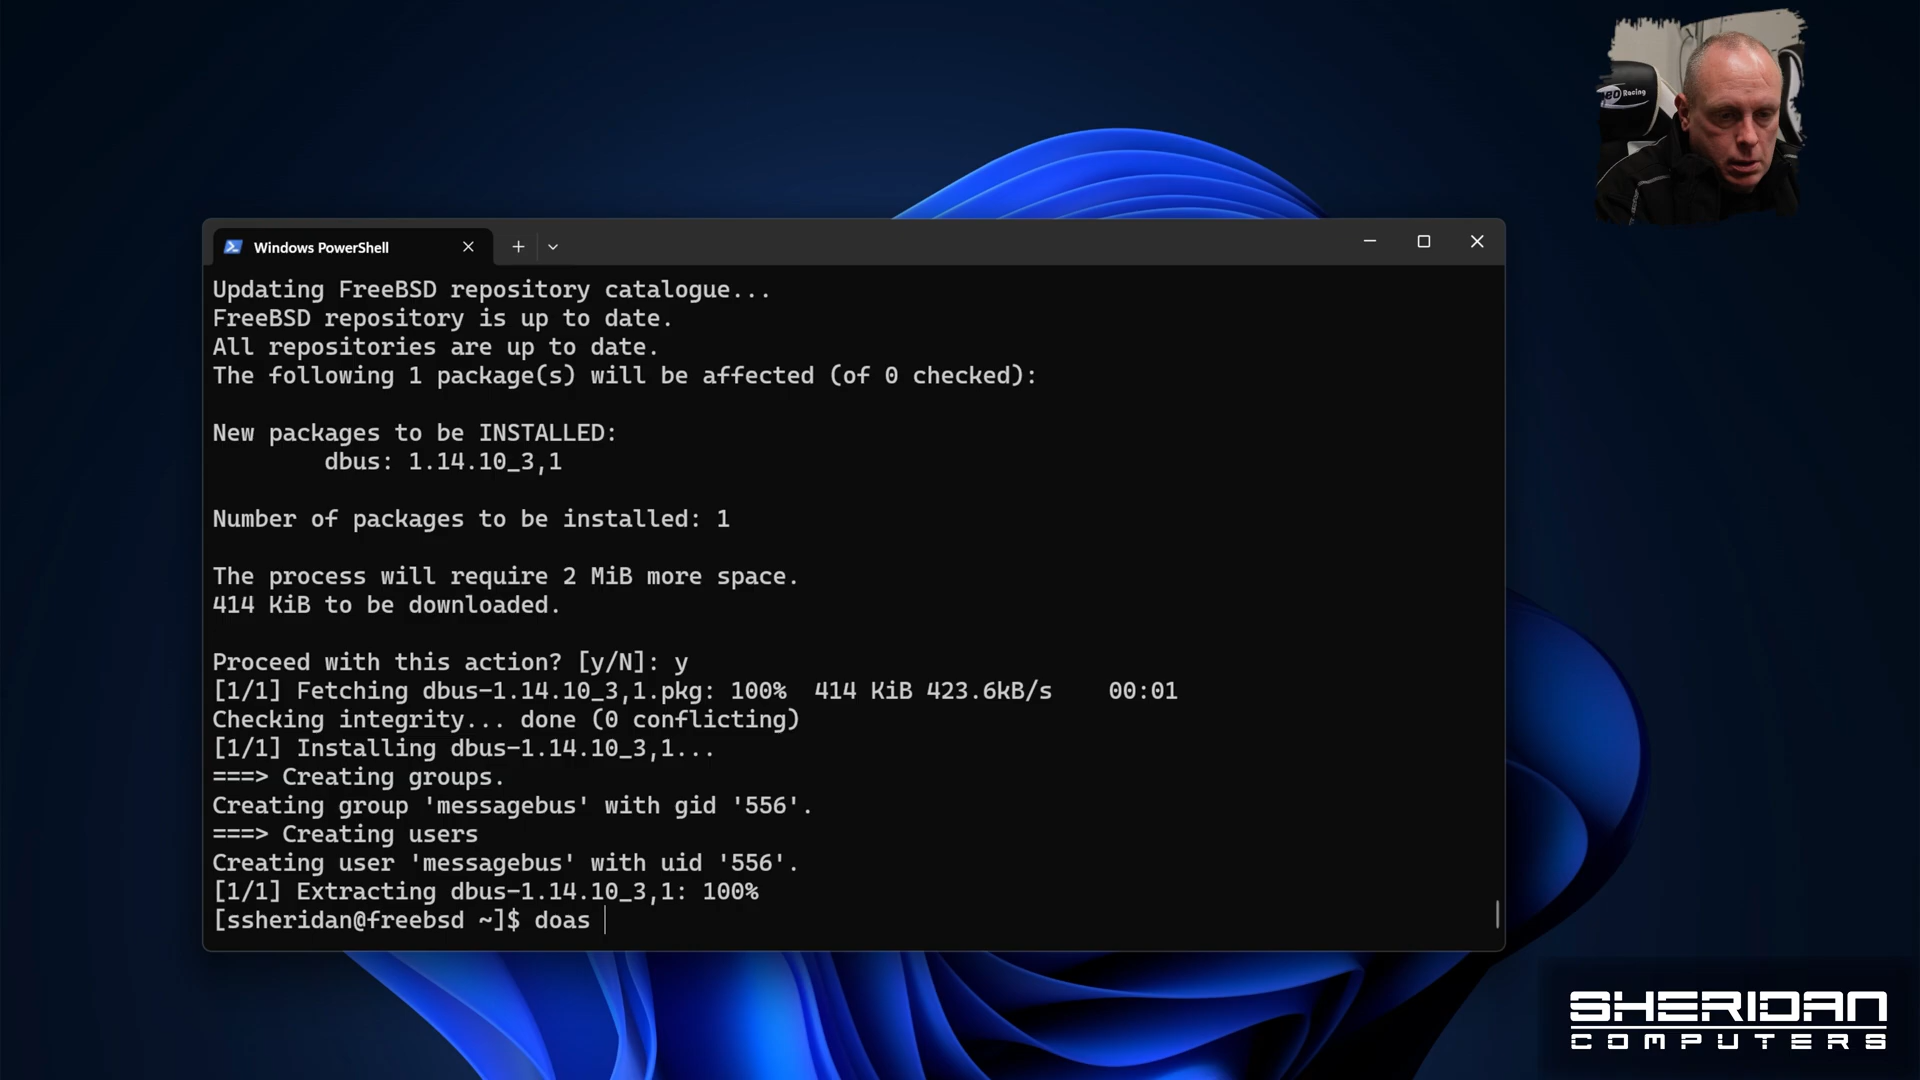 eo Racing
Windows PowerShell
Updating FreeBSD repository catalogue...
FreeBSD repository is up to date.
All repositories are up to date.
The following 1 package(s) will be affected (of 0 checked):
New packages to be INSTALLED:
dbus: 1.14.10_3,1
Number of packages to be installed: 1
The process will require 2 MiB more space.
414 KiB to be downloaded.
Proceed with this action? [y/N]: y
[1/1] Fetching dbus-1.14.10_3,1.pkg: 100%  414 KiB 423.6kB/s    00:01
Checking integrity... done (0 conflicting)
[1/1] Installing dbus-1.14.10_3,1...
===> Creating groups.
Creating group 'messagebus' with gid '556'.
===> Creating users
Creating user 'messagebus' with uid '556'.
[1/1] Extracting dbus-1.14.10_3,1: 100%
[ssheridan@freebsd ~]$ doas
SHERIDAN
COMPUTERS